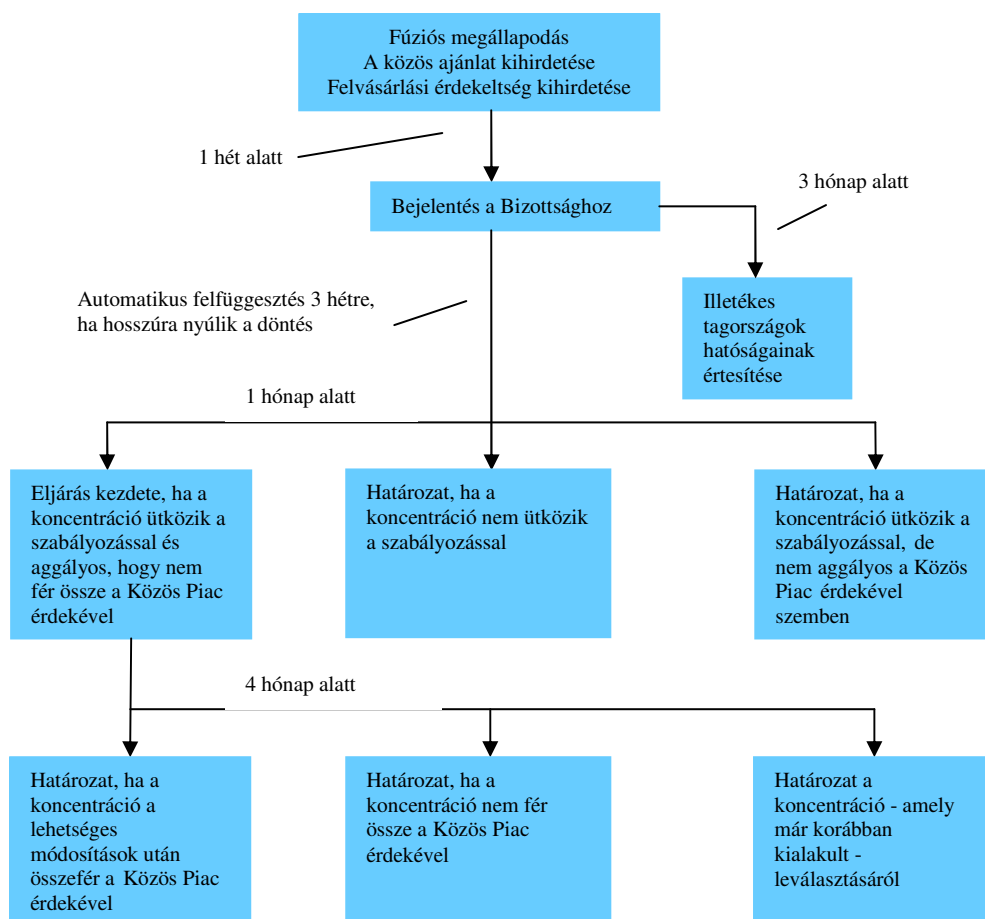 Fúziós megállapodás
A közös ajánlat kihirdetése
Felvásárlási érdekeltség kihirdetése
1 hét alatt
3 hónap alatt
Bejelentés a Bizottsághoz
Automatikus felfüggesztés 3 hétre,
ha hosszúra nyúlik a döntés
Illetékes
tagországok
hatóságainak
értesítése
1 hónap alatt
Eljárás kezdete, ha a
koncentráció ütközik a
szabályozással és
aggályos, hogy nem
fér össze a Közös Piac
érdekével
Határozat, ha a
koncentráció nem ütközik
a szabályozással
Határozat, ha a
koncentráció ütközik a
szabályozással, de
nem aggályos a Közös
Piac érdekével
szemben
4 hónap alatt
Határozat, ha a
koncentráció a
lehetséges
módosítások után
összefér a Közös Piac
érdekével
Határozat, ha a
koncentráció nem fér
össze a Közös Piac
érdekével
Határozat a
koncentráció - amely
már korábban
kialakult -
leválasztásáról